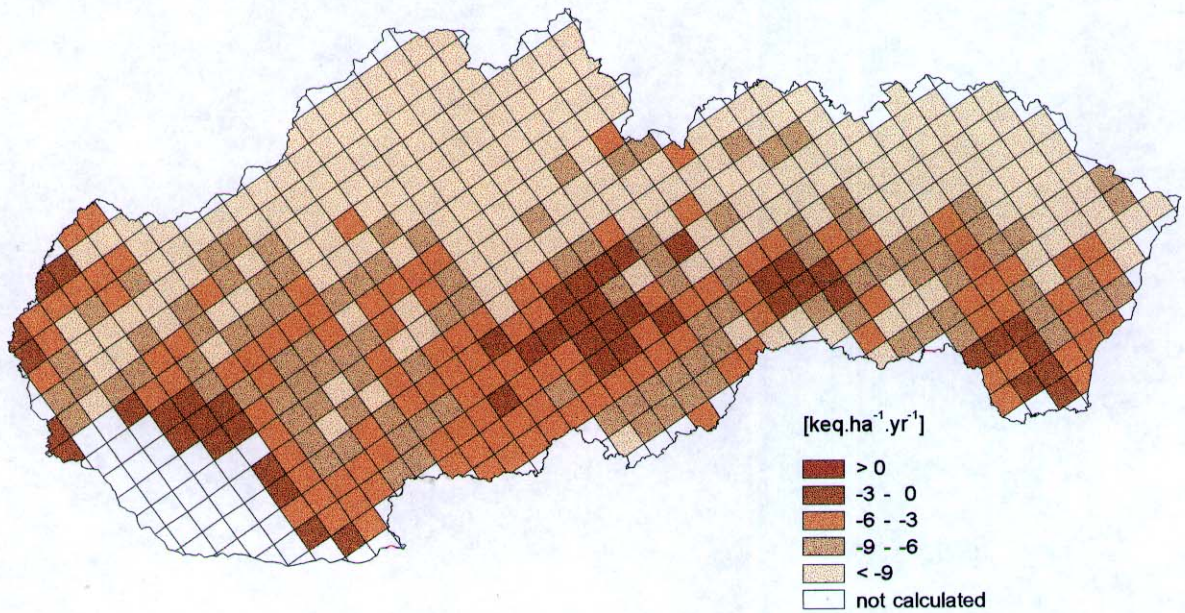 [keq.ha⁻¹.yr⁻¹]
> 0
-3 - 0
-6 - -3
-9 - -6
< -9
not calculated